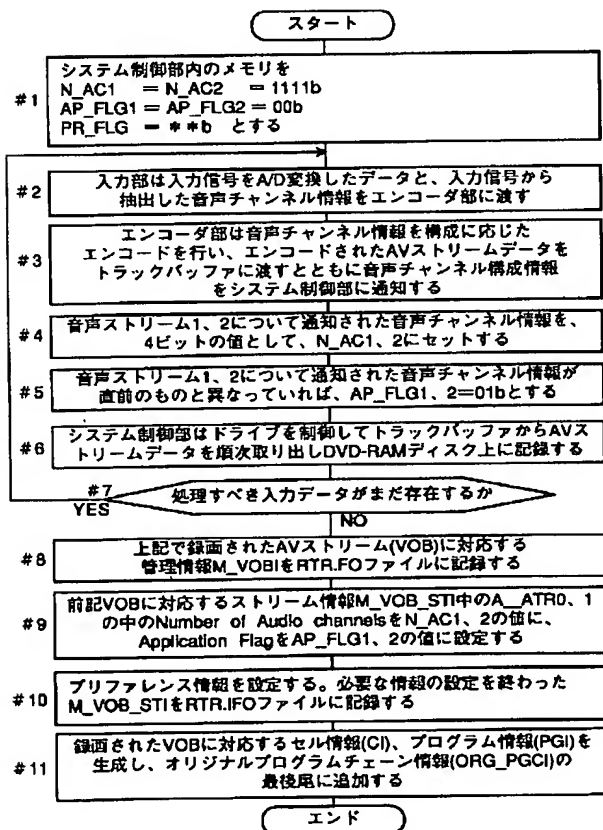 スタート
#1
システム制御部内のメモリを
N_AC1 = N_AC2 = 1111b
AP_FLG1 = AP_FLG2 = 00b
PR_FLG = **b とする
#2
入力部は入力信号をA/D変換したデータと、入力信号から
抽出した音声チャンネル情報をエンコーダ部に渡す
#3
エンコーダ部は音声チャンネル情報を構成に応じた
エンコードを行い、エンコードされたAVストリームデータを
トラックバッファに渡すとともに音声チャンネル構成情報
をシステム制御部に通知する
#4
音声ストリーム1、2について通知された音声チャンネル情報を、
4ビットの値として、N_AC1、2にセットする
#5
音声ストリーム1、2について通知された音声チャンネル情報が
直前のものと異なっていれば、AP_FLG1、2=01bとする
#6
システム制御部はドライブを制御してトラックバッファからAVス
トリームデータを順次取り出しDVD-RAMディスク上に記録する
#7
YES
処理すべき入力データがまだ存在するか
NO
#8
上記で録画されたAVストリーム(VOB)に対応する
管理情報M_VOBIをRTR.FOファイルに記録する
#9
前記VOBに対応するストリーム情報M_VOB_STI中のA__ATR0、1
の中のNumber of Audio channelsをN_AC1、2の値に、
Application FlagをAP_FLG1、2の値に設定する
#10
プリファレンス情報を設定する。必要な情報の設定を終わった
M_VOB_STIをRTR.IFOファイルに記録する
#11
録画されたVOBに対応するセル情報(CI)、プログラム情報(PGI)を
生成し、オリジナルプログラムチェーン情報(ORG_PGCI)の
最後尾に追加する
エンド